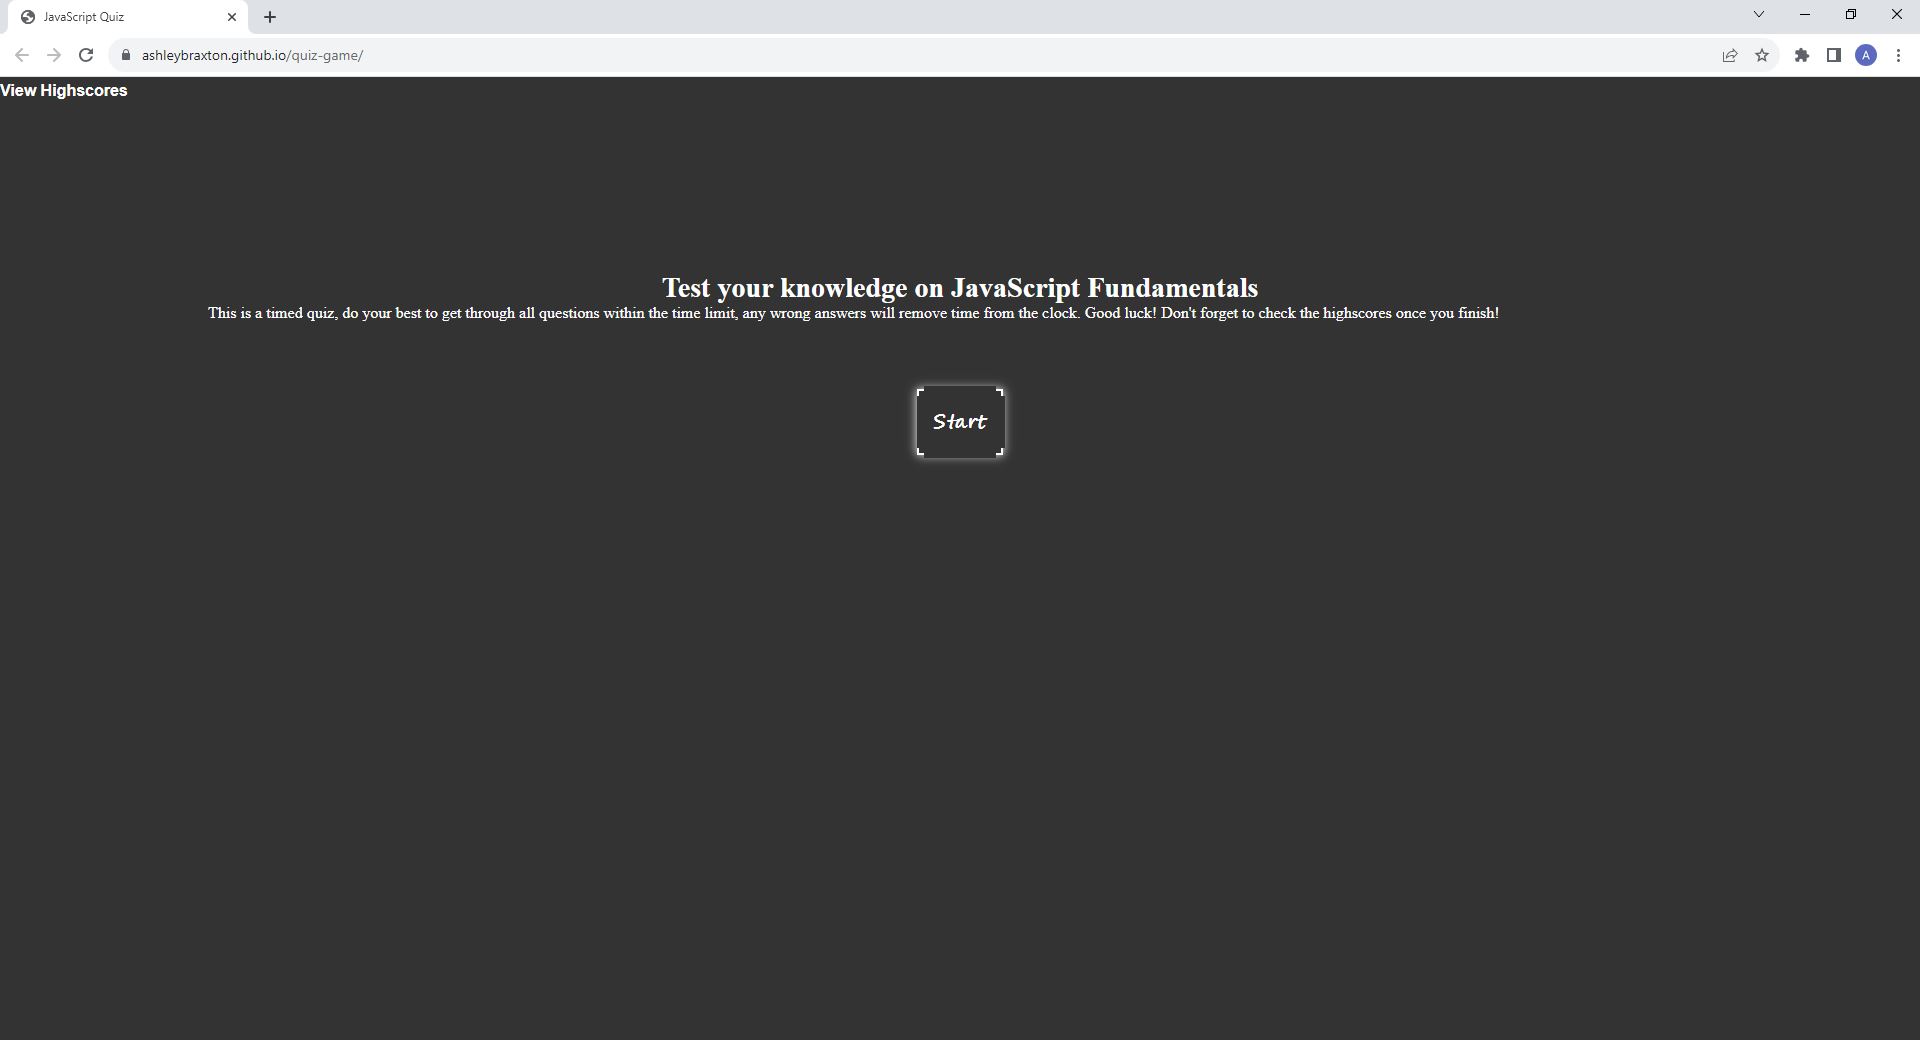 JavaScript Quiz
ashleybraxton.github.io/quiz-game/
A
View Highscores
Test your knowledge on JavaScript Fundamentals
This is a timed quiz, do your best to get through all questions within the time limit, any wrong answers will remove time from the clock. Good luck! Don't forget to check the highscores once you finish!
Start